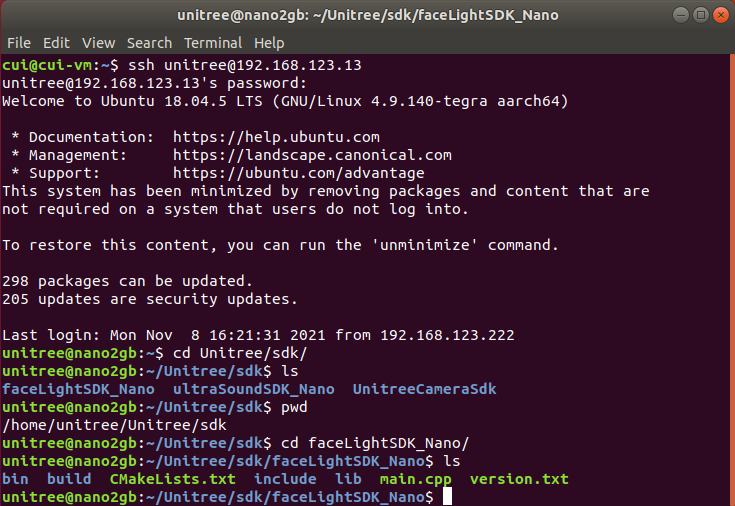 unitree@nano2gb: ~/Unitree/sdk/faceLightSDK_Nano
File Edit View Search Terminal Help
cui@cui-vm:~$ ssh unitree@192.168.123.13
unitree@192.168.123.13's password:
Welcome to Ubuntu 18.04.5 LTS (GNU/Linux 4.9.140-tegra aarch64)

 * Documentation:  https://help.ubuntu.com
 * Management:     https://landscape.canonical.com
 * Support:        https://ubuntu.com/advantage
This system has been minimized by removing packages and content that are
not required on a system that users do not log into.

To restore this content, you can run the 'unminimize' command.

298 packages can be updated.
205 updates are security updates.

Last login: Mon Nov  8 16:21:31 2021 from 192.168.123.222
unitree@nano2gb:~$ cd Unitree/sdk/
unitree@nano2gb:~/Unitree/sdk$ ls
faceLightSDK_Nano  ultraSoundSDK_Nano  UnitreeCameraSdk
unitree@nano2gb:~/Unitree/sdk$ pwd
/home/unitree/Unitree/sdk
unitree@nano2gb:~/Unitree/sdk$ cd faceLightSDK_Nano/
unitree@nano2gb:~/Unitree/sdk/faceLightSDK_Nano$ ls
bin  build  CMakeLists.txt  include  lib  main.cpp  version.txt
unitree@nano2gb:~/Unitree/sdk/faceLightSDK_Nano$